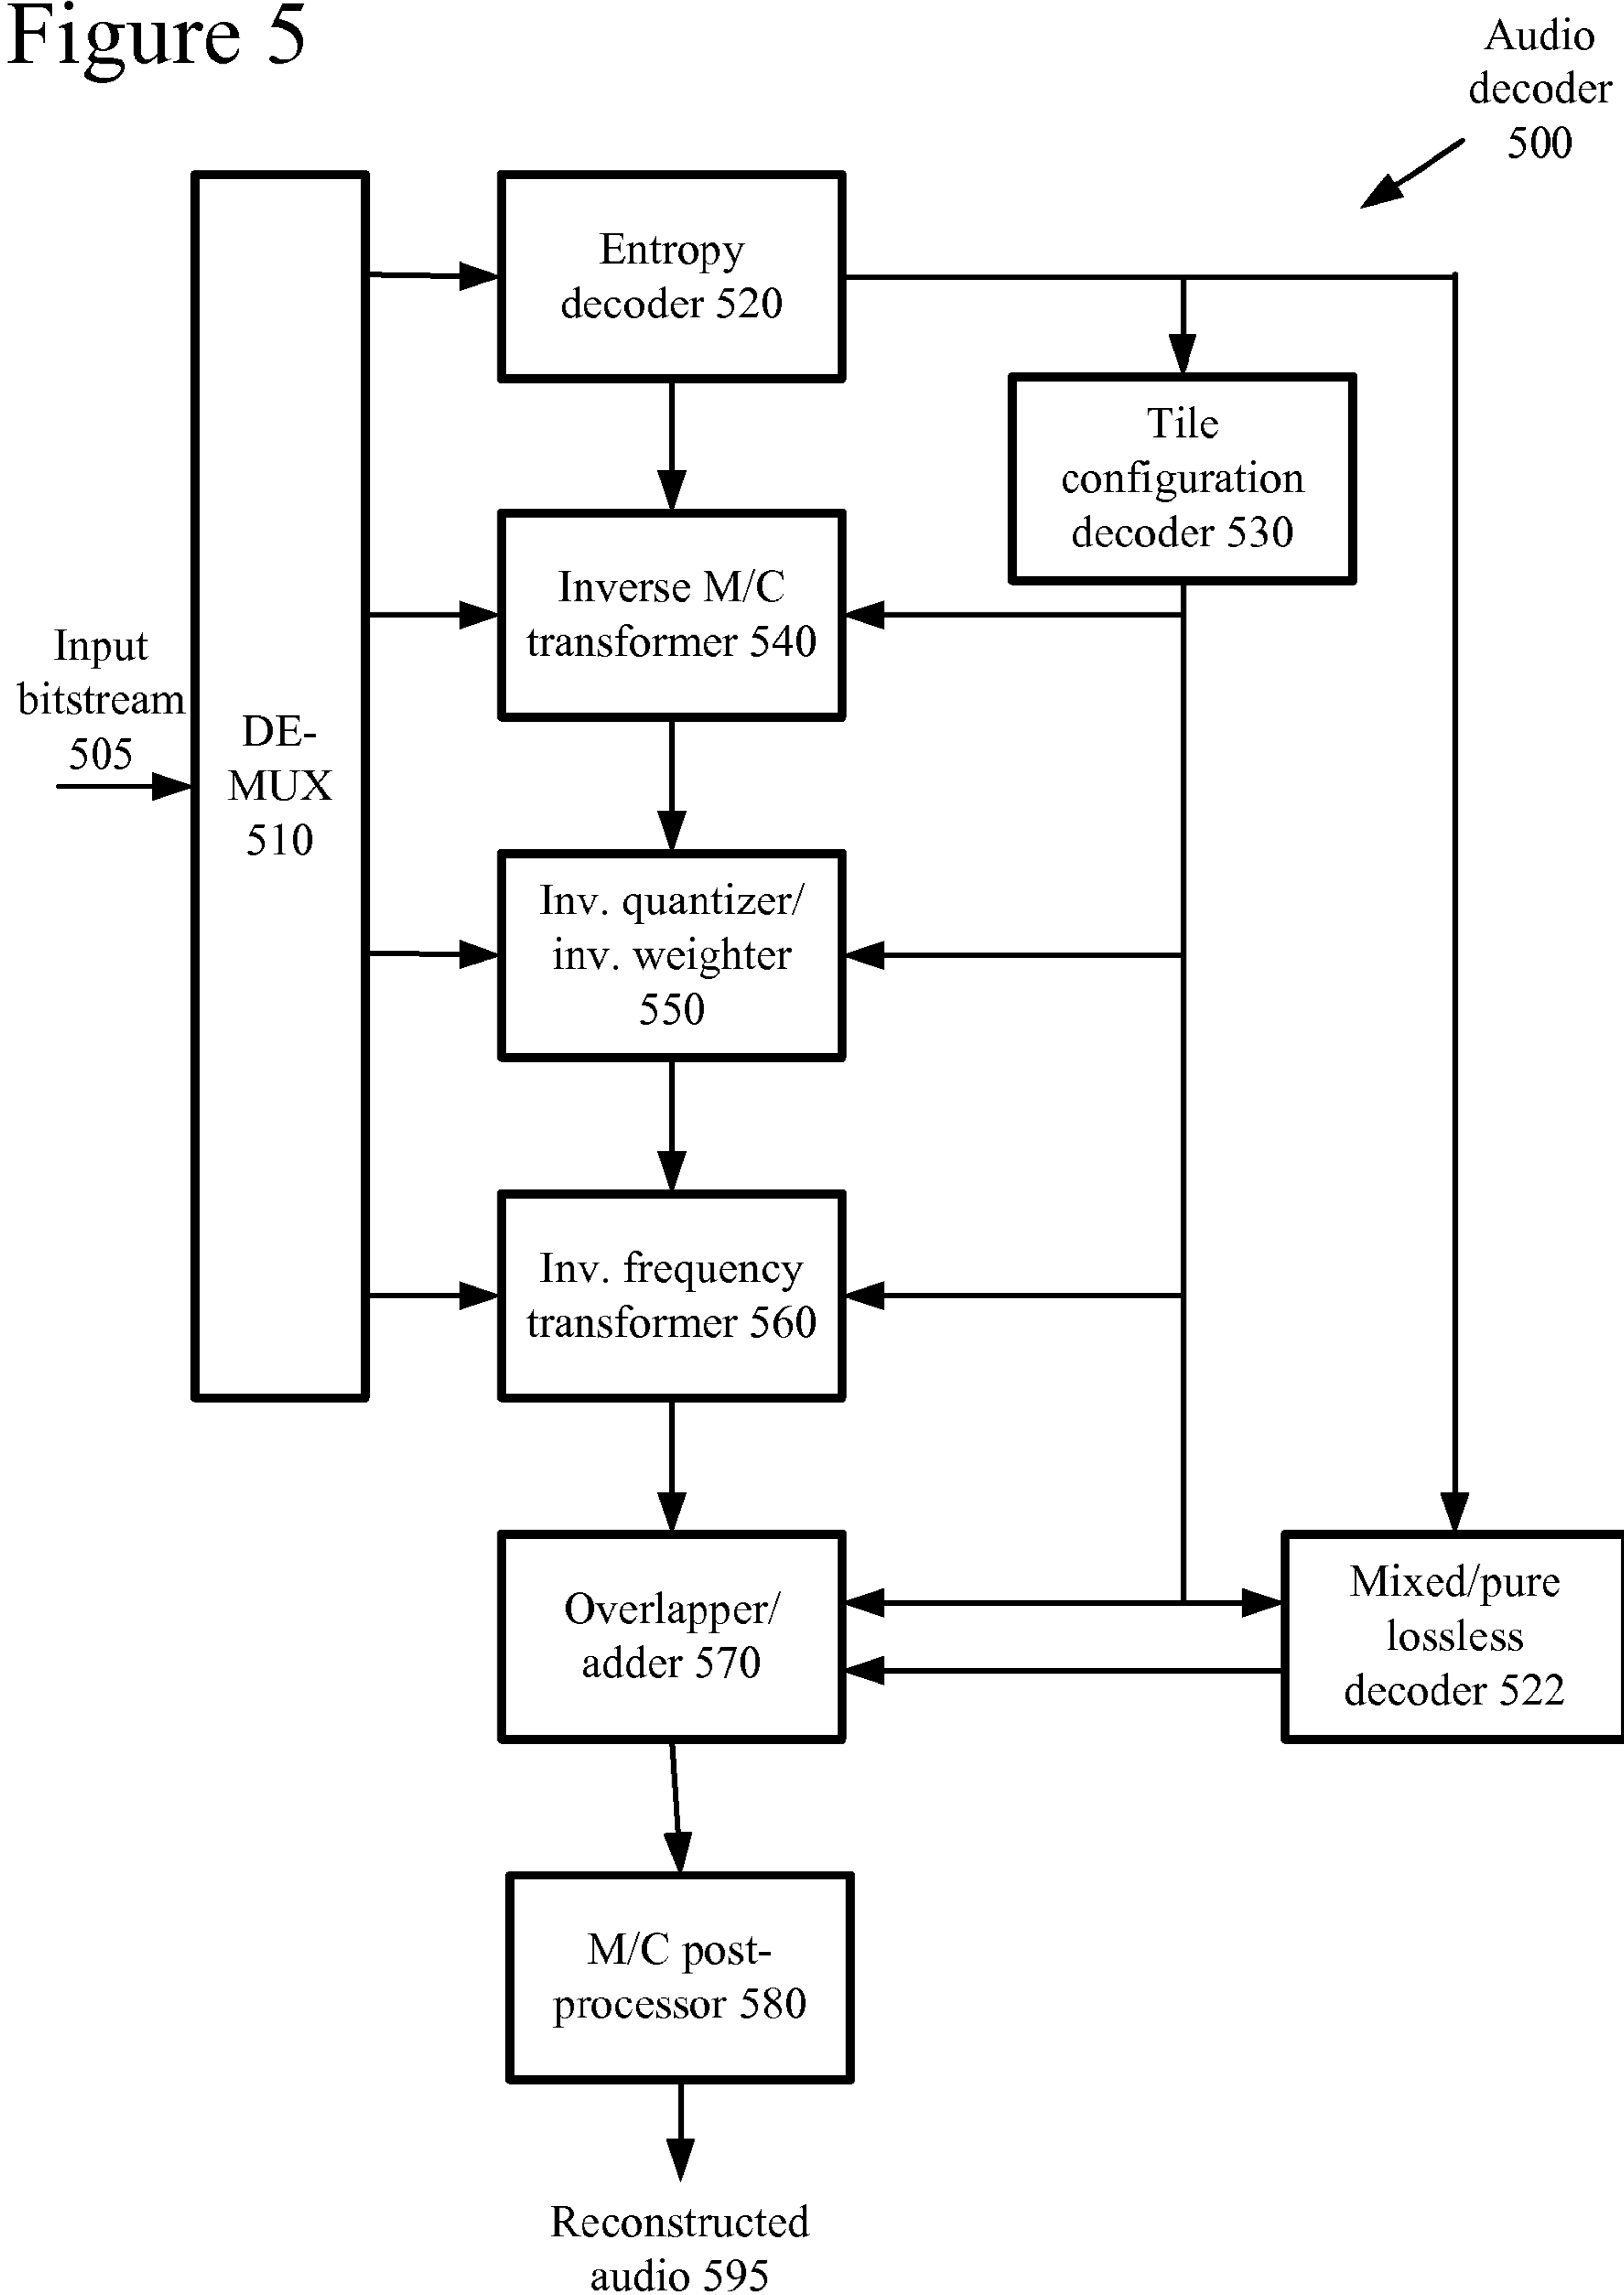 Figure 5
Audio
decoder
500
Entropy
decoder 520
Tile
configuration
decoder 530
Inverse M/C
transformer 540
Input
bitstream
505
DE-
MUX
510
Inv. quantizer/
inv. weighter
550
Inv. frequency
transformer 560
Overlapper/
adder 570
Mixed/pure
lossless
decoder 522
M/C post-
processor 580
Reconstructed
audio 595